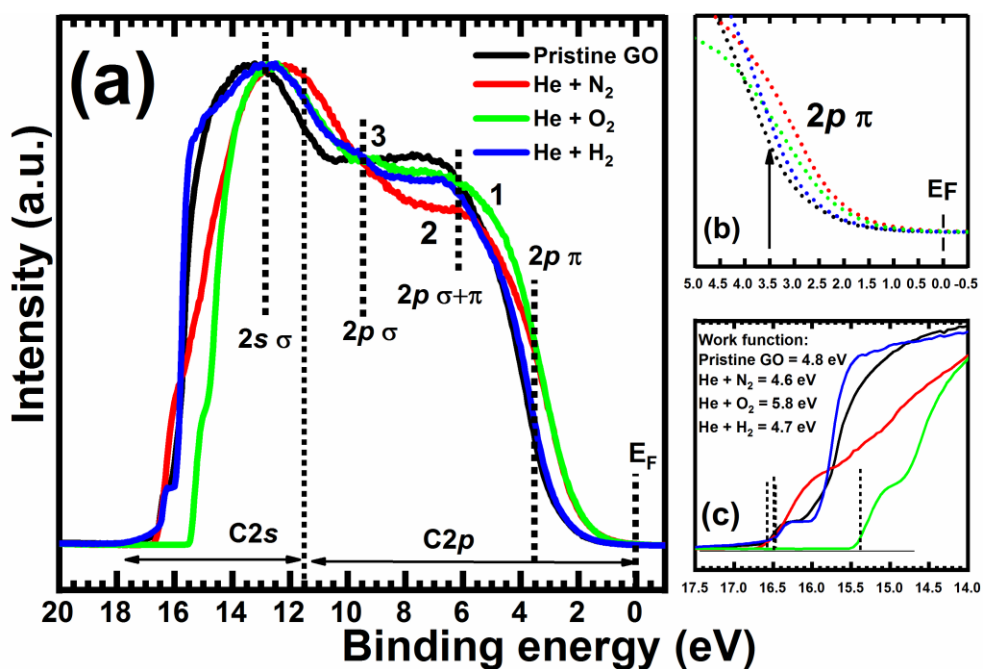 (a)
Pristine GO
He + N₂
He + O₂
He + H₂
3
1
2
2p π
2p σ+π
2s σ
2p σ
E_F
C2s
C2p
20 18 16 14 12 10 8 6 4 2 0
Binding energy (eV)
Intensity (a.u.)
2p π
E_F
(b)
5.0 4.5 4.0 3.5 3.0 2.5 2.0 1.5 1.0 0.5 0.0 -0.5
Work function:
Pristine GO = 4.8 eV
He + N₂ = 4.6 eV
He + O₂ = 5.8 eV
He + H₂ = 4.7 eV
(c)
17.5 17.0 16.5 16.0 15.5 15.0 14.5 14.0